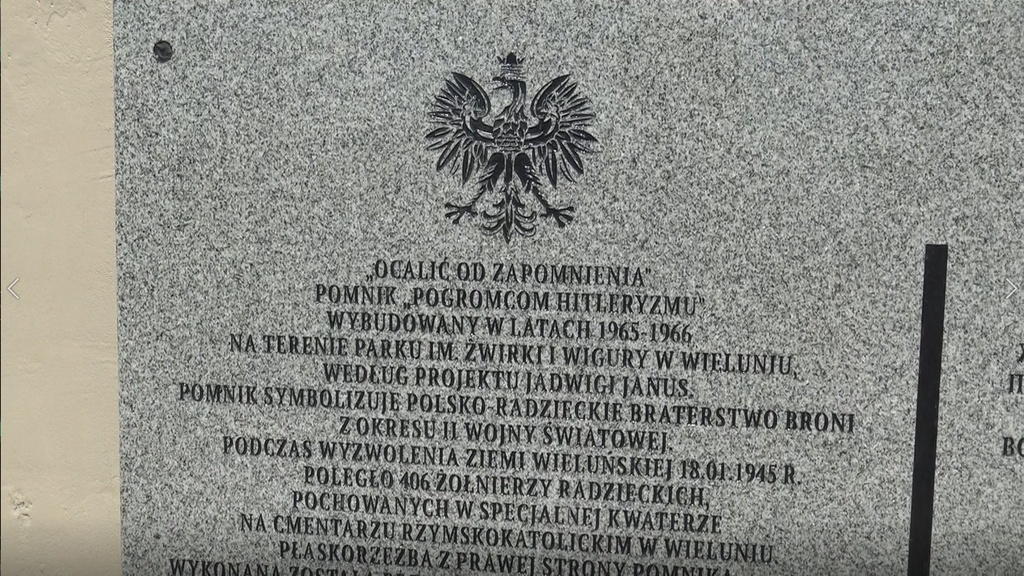 „OCALIĆ OD ZAPOMNIENIA"
POMNIK „POGROMCOM HITLERYZMU"
WYBUDOWANY W LATACH 1965-1966
NA TERENIE PARKU IM. ŻWIRKI I WIGURY W WIELUNIU,
WEDŁUG PROJEKTU JADWIGI JANUS.
POMNIK SYMBOLIZUJE POLSKO-RADZIECKIE BRATERSTWO BRONI
Z OKRESU II WOJNY ŚWIATOWEJ.
PODCZAS WYZWOLENIA ZIEMI WIELUŃSKIEJ 18.01.1945 R.
POLEGŁO 406 ŻOŁNIERZY RADZIECKICH,
POCHOWANYCH W SPECJALNEJ KWATERZE
NA CMENTARZU RZYMSKOKATOLICKIM W WIELUNIU.
PŁASKORZEŹBA Z PRAWEJ STRONY POMNIKA
WYKONANA ZOSTAŁA